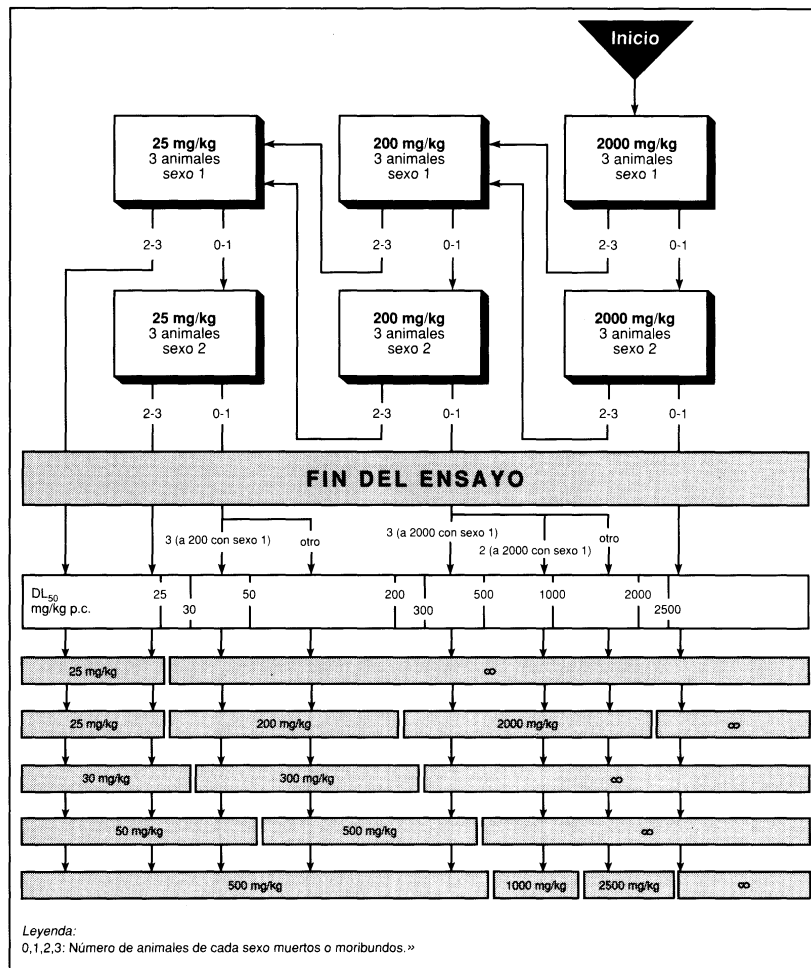 Inicio
25 mg/kg
3 animales
sexo 1
200 mg/kg
3 animales
sexo 1
2000 mg/kg
3 animales
sexo 1
2-3 0-1 2-3 0-1 2-3 0-1
25 mg/kg
3 animales
sexo 2
200 mg/kg
3 animales
sexo 2
2000 mg/kg
3 animales
sexo 2
2-3 0-1 2-3 0-1 2-3 0-1
FIN DEL ENSAYO
3 (a 200 con sexo 1) otro 3 (a 2000 con sexo 1) otro
2 (a 2000 con sexo 1)
DL50 25 50 200 500 1000 2000
mg/kg p.c. 30 300 2500
25 mg/kg ∞
25 mg/kg 200 mg/kg 2000 mg/kg ∞
30 mg/kg 300 mg/kg ∞
50 mg/kg 500 mg/kg ∞
500 mg/kg 1000 mg/kg 2500 mg/kg ∞
Leyenda:
0,1,2,3: Número de animales de cada sexo muertos o moribundos.»